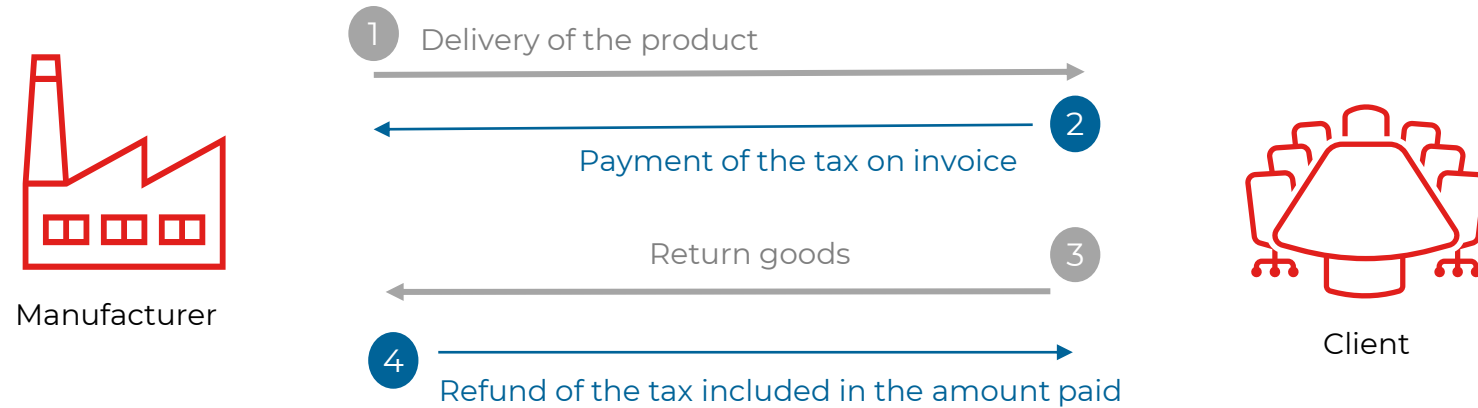 1
Delivery of the product
2
Payment of the tax on invoice
Return goods
3
Manufacturer
Client
4
Refund of the tax included in the amount paid